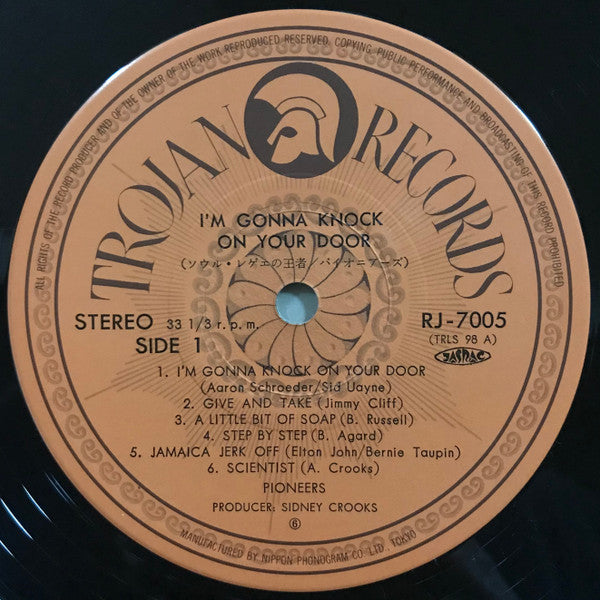 ALL RIGHTS OF THE RECORD PRODUCER AND OF THE OWNER OF THE WORK REPRODUCED RESERVED. COPYING, PUBLIC PERFORMANCE AND BROADCASTING OF THIS RECORD PROHIBITED.
TROJAN RECORDS
I'M GONNA KNOCK
ON YOUR DOOR
(ソウル・レゲエの王者/パイオニアーズ)
STEREO 33 1/3 r.p.m.
SIDE 1
RJ-7005
(TRLS 98 A)
JASRAC
1. I'M GONNA KNOCK ON YOUR DOOR
(Aaron Schroeder/Sid Uayne)
2. GIVE AND TAKE (Jimmy Cliff)
3. A LITTLE BIT OF SOAP (B. Russell)
4. STEP BY STEP (B. Agard)
5. JAMAICA JERK OFF (Elton John/Bernie Taupin)
6. SCIENTIST (A. Crooks)
PIONEERS
PRODUCER: SIDNEY CROOKS
⑥
MANUFACTURED BY NIPPON PHONOGRAM CO., LTD., TOKYO